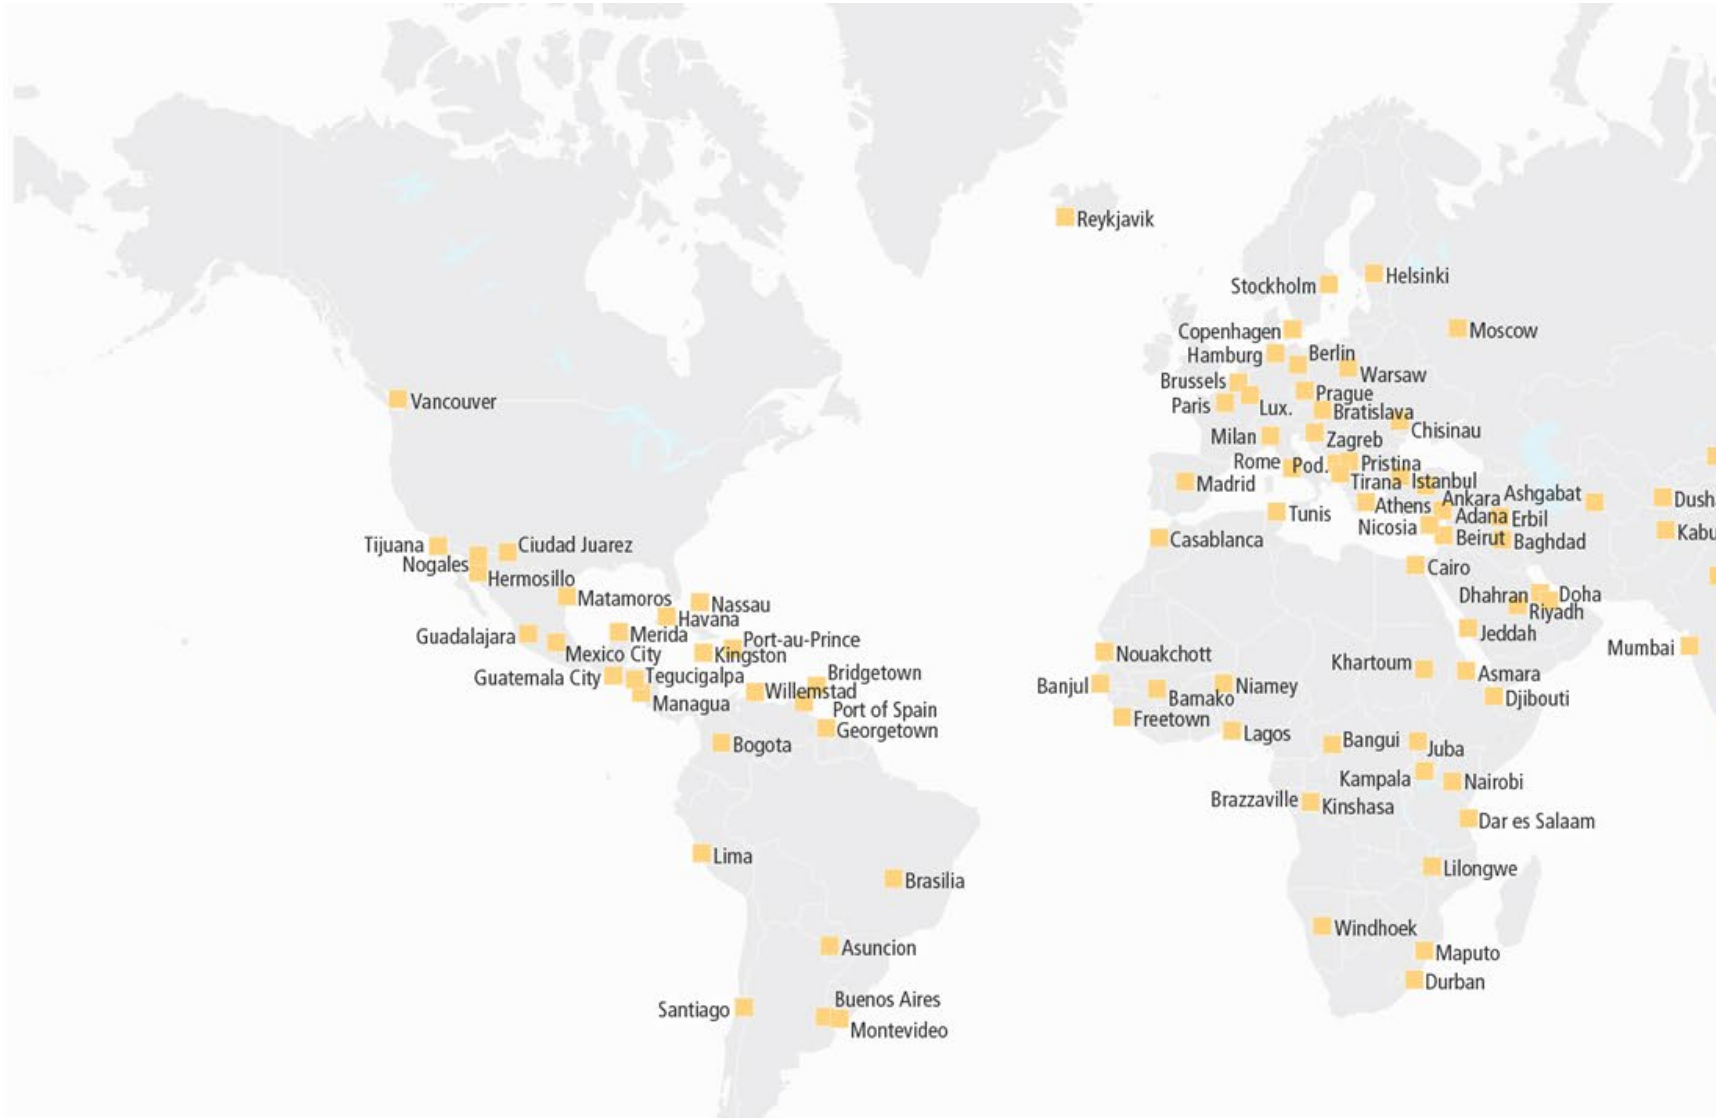 Reykjavik
Stockholm
Helsinki
Copenhagen
Moscow
Hamburg
Berlin
Brussels
Warsaw
Prague
Paris
Lux.
Bratislava
Vancouver
Milan
Zagreb
Chisinau
Rome
Pod.
Pristina
Madrid
Tirana
Istanbul
Ankara
Ashgabat
Dush
Tunis
Athens
Adana
Erbil
Nicosia
Kabu
Casablanca
Beirut
Baghdad
Tijuana
Ciudad Juarez
Nogales
Hermosillo
Cairo
Matamoros
Nassau
Dhahran
Doha
Riyadh
Havana
Guadalajara
Merida
Port-au-Prince
Jeddah
Mexico City
Kingston
Nouakchott
Mumbai
Khartoum
Guatemala City
Tegucigalpa
Bridgetown
Asmara
Willemstad
Banjul
Niamey
Managua
Bamako
Djibouti
Port of Spain
Freetown
Georgetown
Lagos
Bogota
Bangui
Juba
Kampala
Nairobi
Brazzaville
Kinshasa
Dar es Salaam
Lima
Lilongwe
Brasilia
Windhoek
Asuncion
Maputo
Durban
Buenos Aires
Santiago
Montevideo